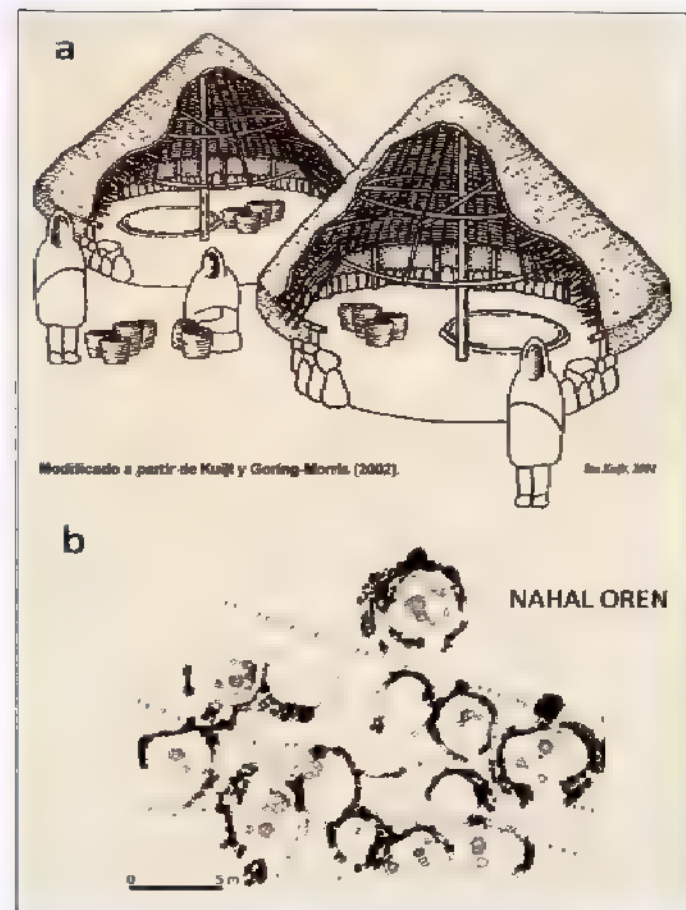 a
Modificado a partir de Kuijt y Goring-Morris (2002).
b
NAHAL OREN
0 5 m